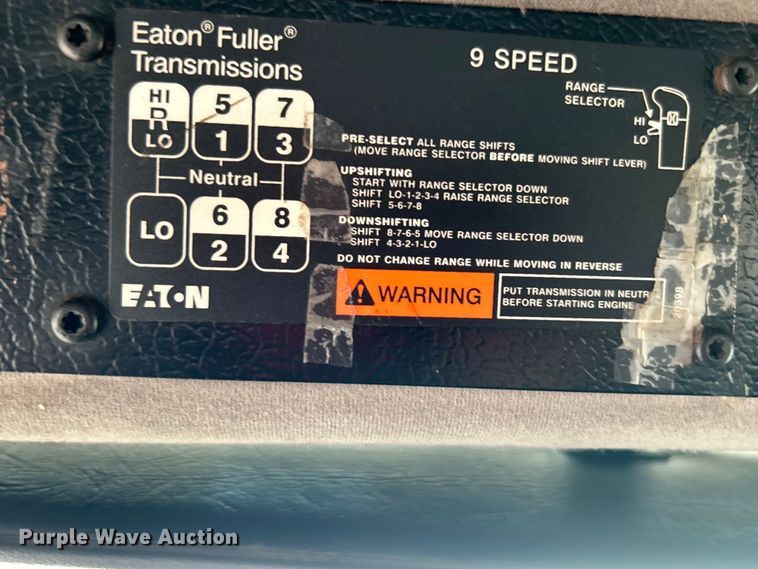 Eaton® Fuller®
Transmissions
9 SPEED
HI
R
LO
5
1
7
3
Neutral
LO
6
2
8
4
EATON
RANGE
SELECTOR
HI
LO
PRE-SELECT ALL RANGE SHIFTS
(MOVE RANGE SELECTOR BEFORE MOVING SHIFT LEVER)
UPSHIFTING
START WITH RANGE SELECTOR DOWN
SHIFT LO-1-2-3-4 RAISE RANGE SELECTOR
SHIFT 5-6-7-8
DOWNSHIFTING
SHIFT 8-7-6-5 MOVE RANGE SELECTOR DOWN
SHIFT 4-3-2-1-LO
DO NOT CHANGE RANGE WHILE MOVING IN REVERSE
WARNING
PUT TRANSMISSION IN NEUTR
BEFORE STARTING ENGINE
Purple Wave Auction